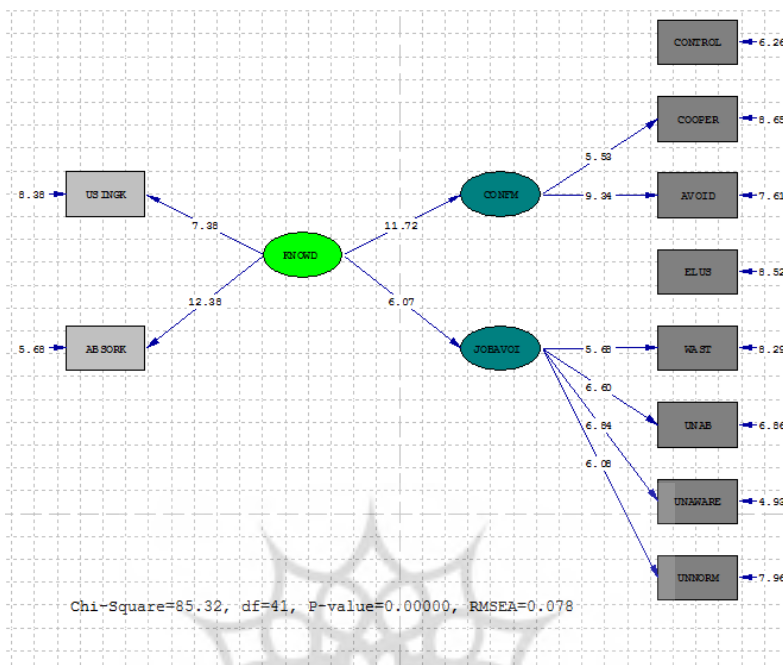 CONTROL 6.26
COOPER 8.65
5.53
8.38 USINGK CONFM 9.34 AVOID 7.61
7.38 11.72
KNOWD ELUS 8.52
12.38 6.07
5.68 ABSORK JOBAVOI 5.68 WAST 8.29
6.60
6.84 UNAB 6.86
6.08
UNAWARE 4.93
UNNORM 7.96
Chi-Square=85.32, df=41, P-value=0.00000, RMSEA=0.078